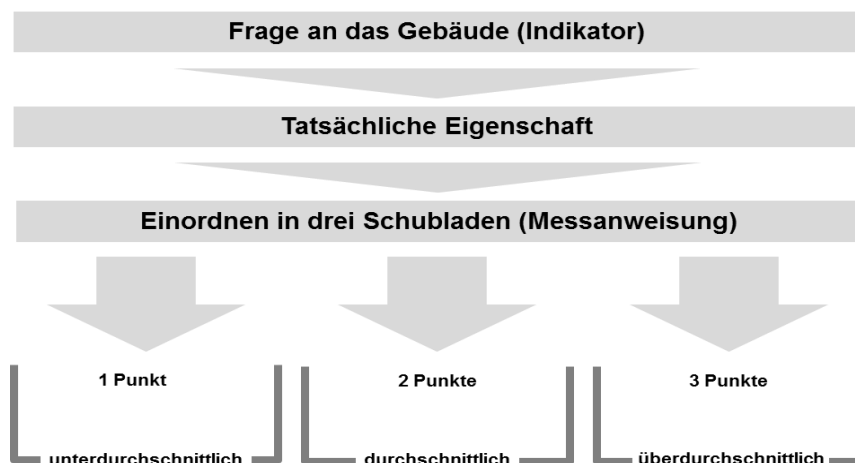 Frage an das Gebäude (Indikator)
Tatsächliche Eigenschaft
Einordnen in drei Schubladen (Messanweisung)
1 Punkt
2 Punkte
3 Punkte
unterdurchschnittlich
durchschnittlich
überdurchschnittlich